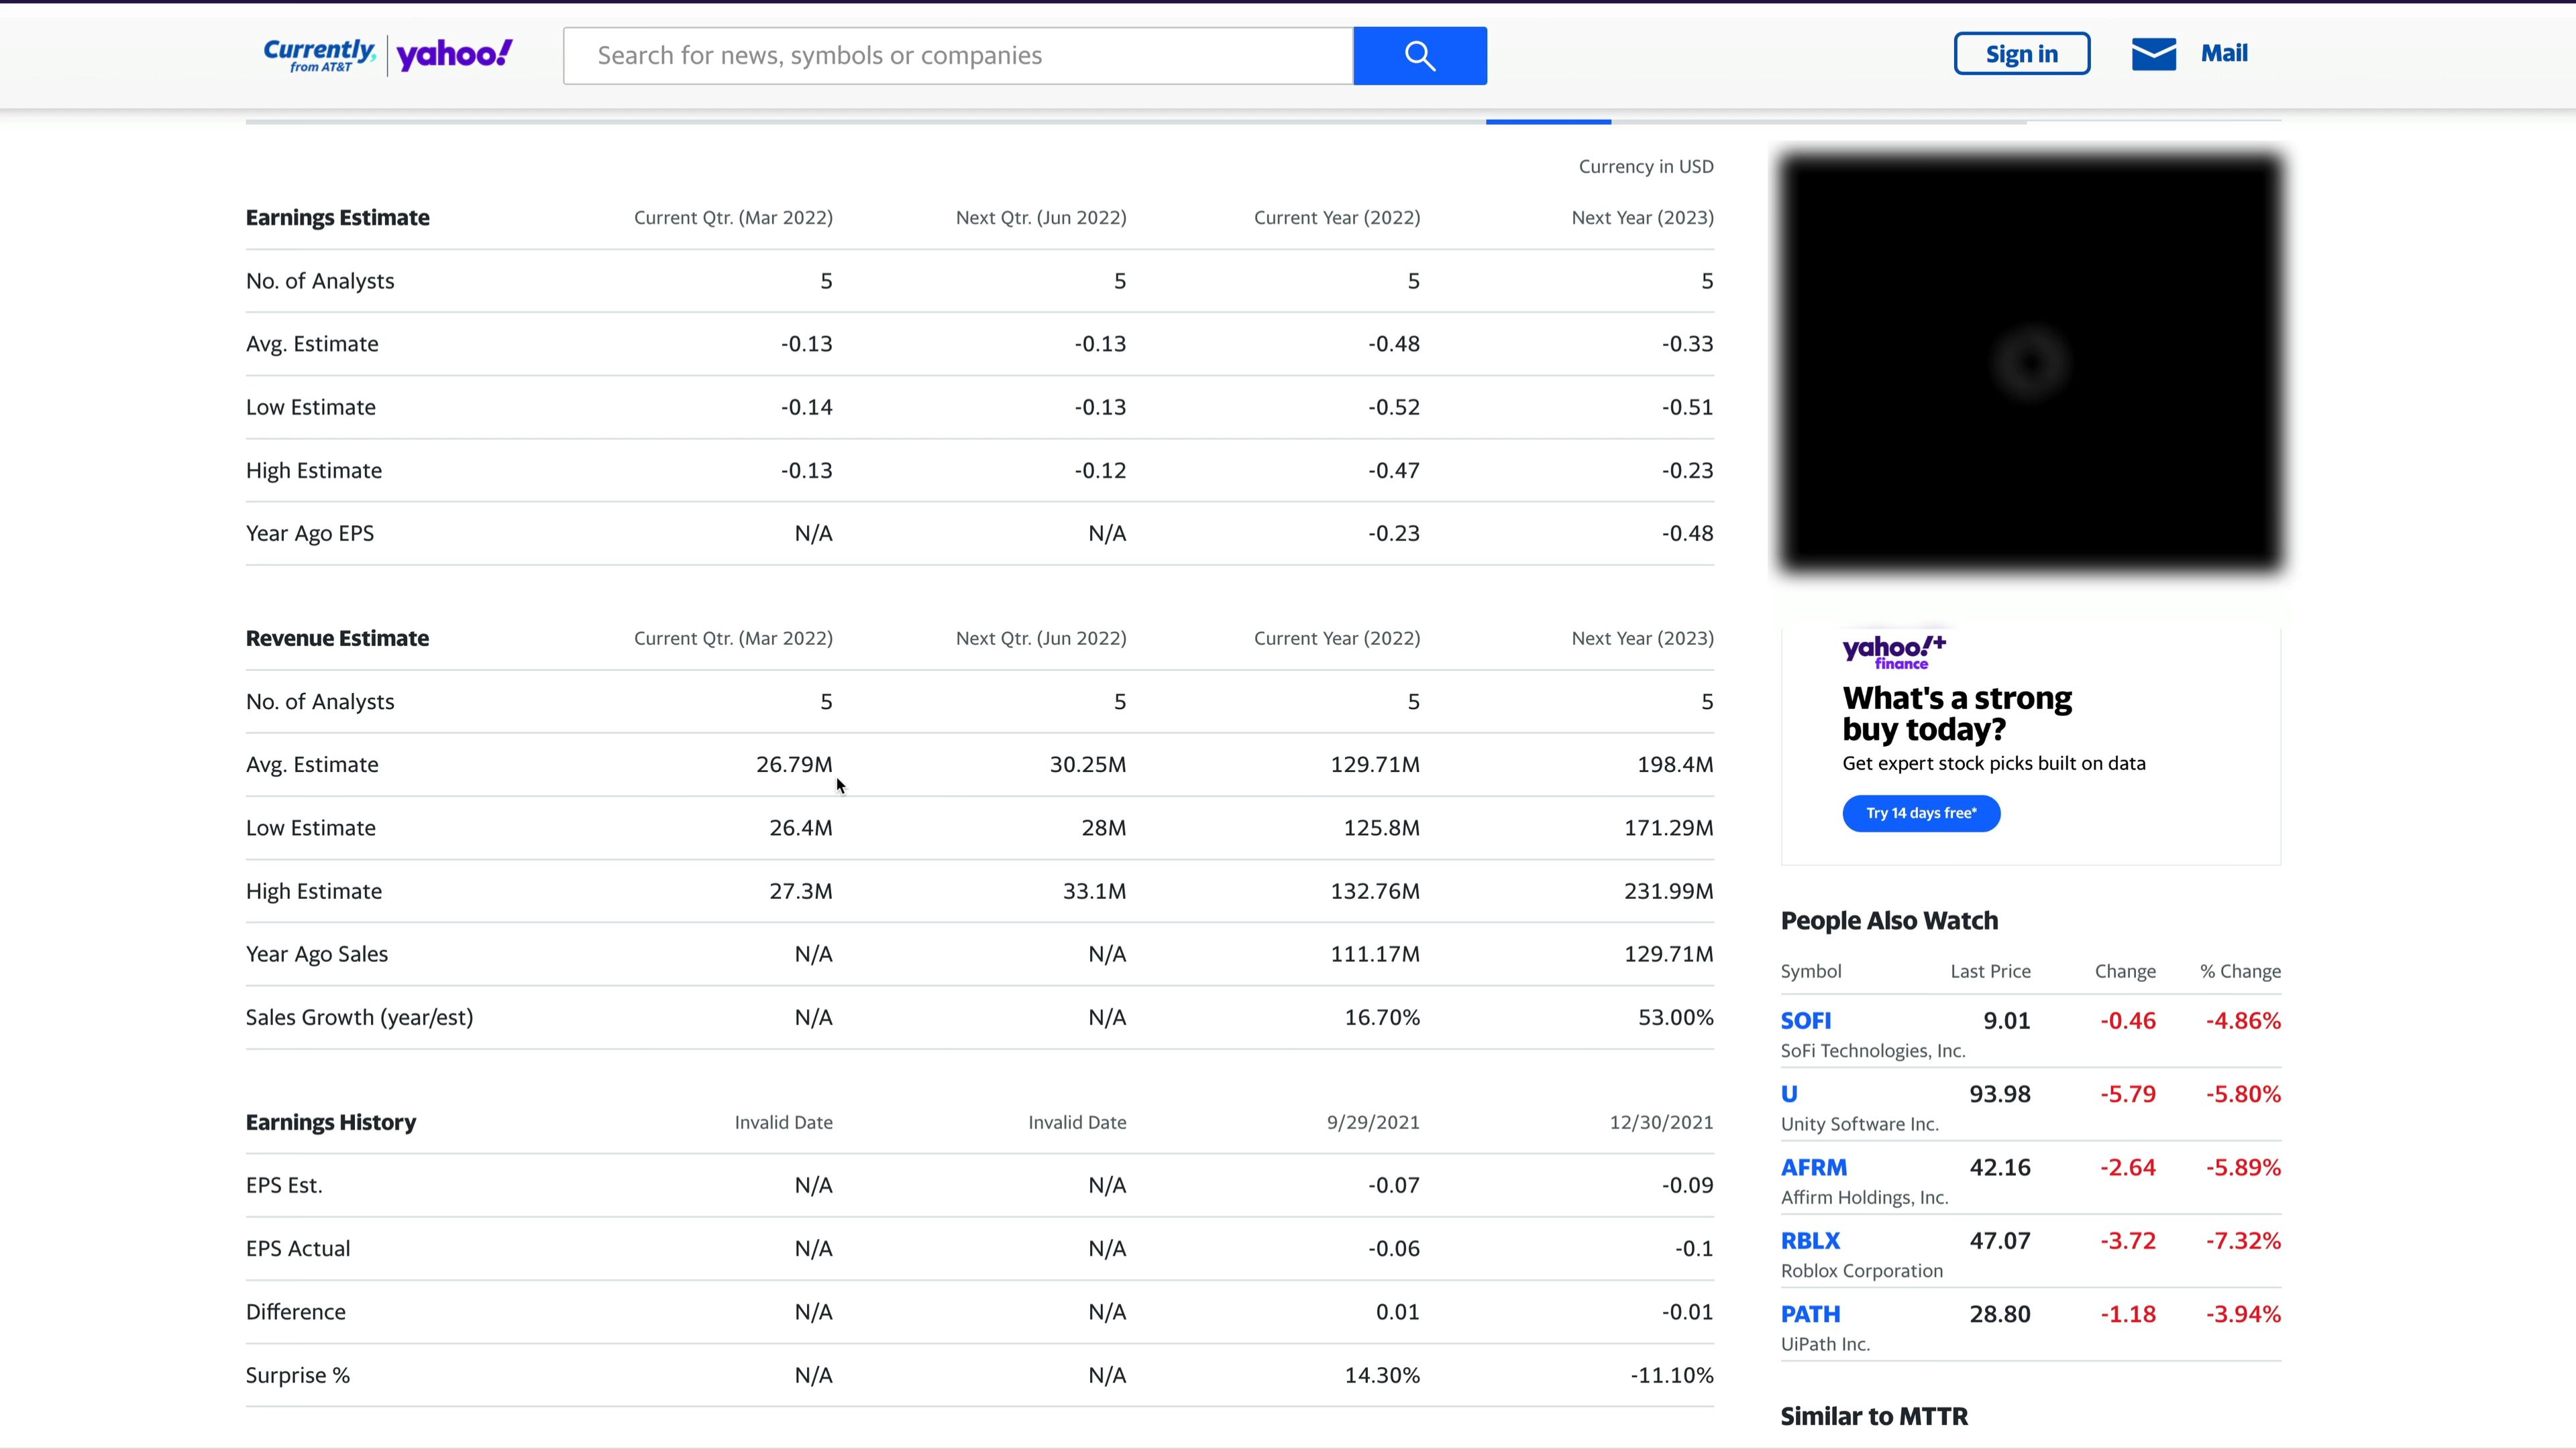 Currently, from AT&T yahoo! Search for news, symbols or companies Sign in Mail
Currency in USD
Earnings Estimate Current Qtr. (Mar 2022) Next Qtr. (Jun 2022) Current Year (2022) Next Year (2023)
No. of Analysts 5 5 5 5
Avg. Estimate -0.13 -0.13 -0.48 -0.33
Low Estimate -0.14 -0.13 -0.52 -0.51
High Estimate -0.13 -0.12 -0.47 -0.23
Year Ago EPS N/A N/A -0.23 -0.48
Revenue Estimate Current Qtr. (Mar 2022) Next Qtr. (Jun 2022) Current Year (2022) Next Year (2023)
No. of Analysts 5 5 5 5
Avg. Estimate 26.79M 30.25M 129.71M 198.4M
Low Estimate 26.4M 28M 125.8M 171.29M
High Estimate 27.3M 33.1M 132.76M 231.99M
Year Ago Sales N/A N/A 111.17M 129.71M
Sales Growth (year/est) N/A N/A 16.70% 53.00%
Earnings History Invalid Date Invalid Date 9/29/2021 12/30/2021
EPS Est. N/A N/A -0.07 -0.09
EPS Actual N/A N/A -0.06 -0.1
Difference N/A N/A 0.01 -0.01
Surprise % N/A N/A 14.30% -11.10%
yahoo!+
finance
What's a strong
buy today?
Get expert stock picks built on data
Try 14 days free*
People Also Watch
Symbol Last Price Change % Change
SOFI 9.01 -0.46 -4.86%
SoFi Technologies, Inc.
U 93.98 -5.79 -5.80%
Unity Software Inc.
AFRM 42.16 -2.64 -5.89%
Affirm Holdings, Inc.
RBLX 47.07 -3.72 -7.32%
Roblox Corporation
PATH 28.80 -1.18 -3.94%
UiPath Inc.
Similar to MTTR